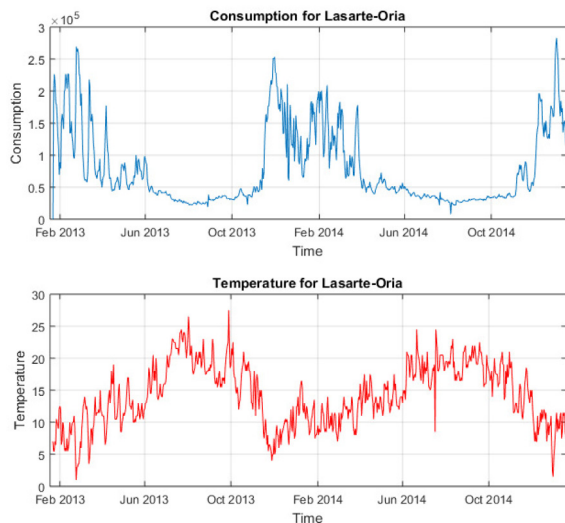 Consumption for Lasarte-Oria
×10⁵
3
2.5
2
1.5
1
0.5
0
Consumption
Feb 2013 Jun 2013 Oct 2013 Feb 2014 Jun 2014 Oct 2014
Time
Temperature for Lasarte-Oria
30
25
20
15
10
5
0
Temperature
Feb 2013 Jun 2013 Oct 2013 Feb 2014 Jun 2014 Oct 2014
Time